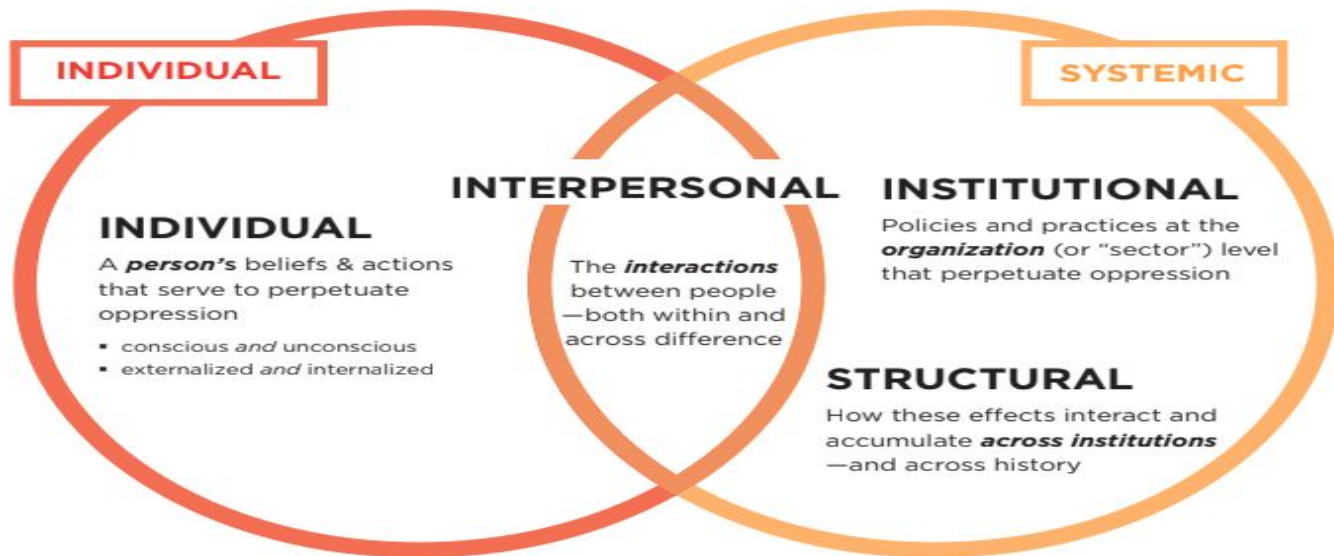 INDIVIDUAL
SYSTEMIC
INDIVIDUAL
A person's beliefs & actions
that serve to perpetuate
oppression
▪ conscious and unconscious
▪ externalized and internalized
INTERPERSONAL
The interactions
between people
—both within and
across difference
INSTITUTIONAL
Policies and practices at the
organization (or “sector”) level
that perpetuate oppression
STRUCTURAL
How these effects interact and
accumulate across institutions
—and across history